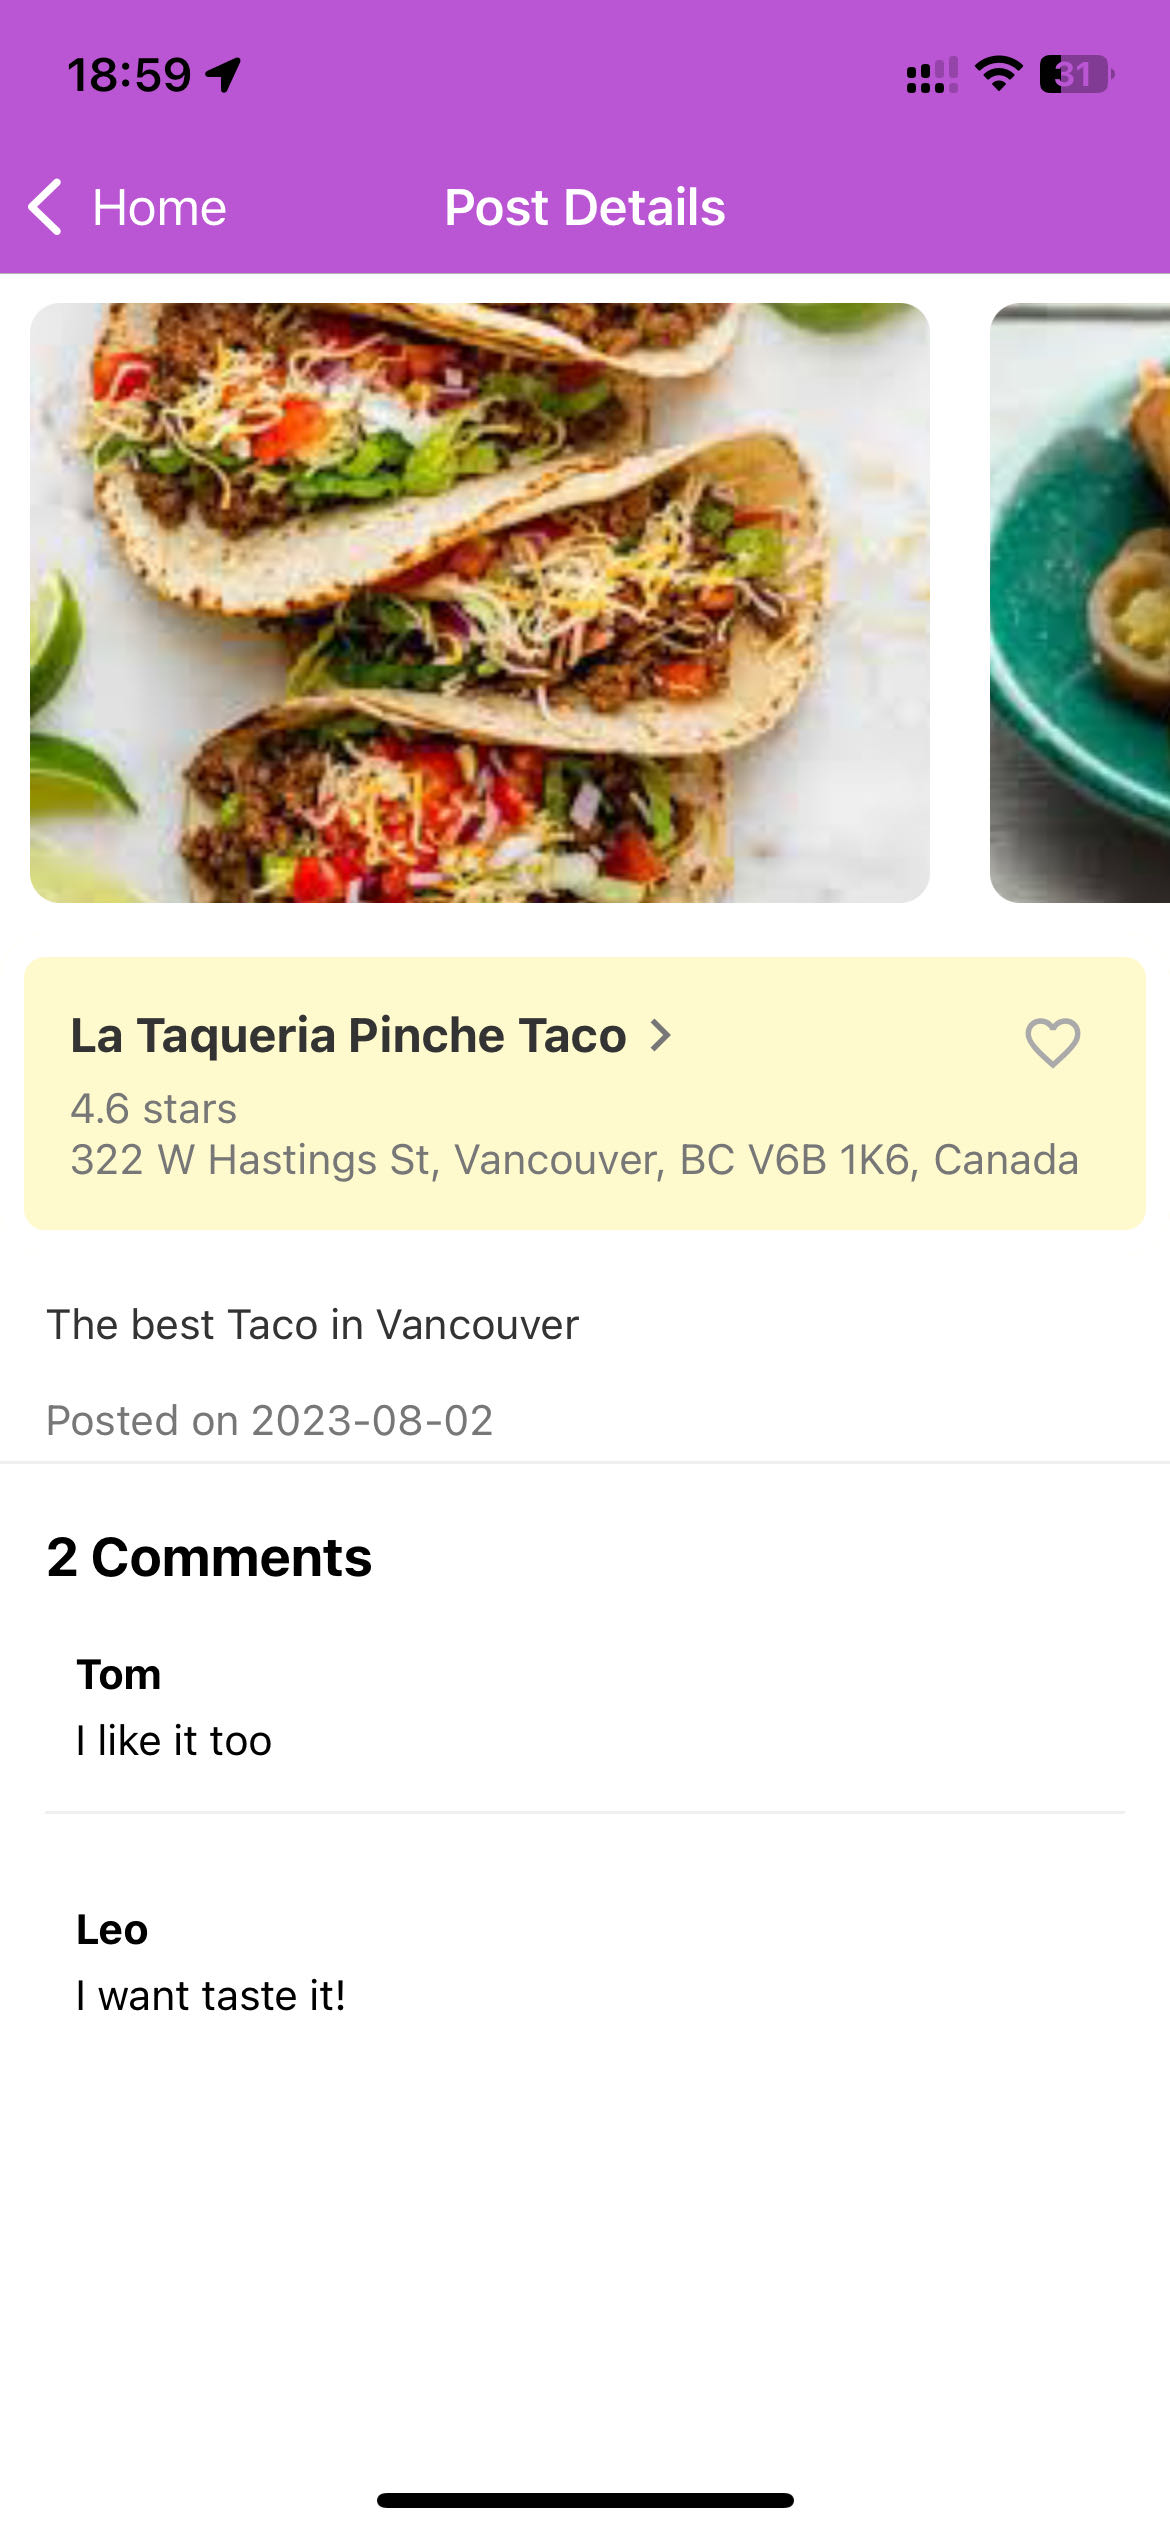 18:59
31
Home
Post Details
La Taqueria Pinche Taco
4.6 stars
322 W Hastings St, Vancouver, BC V6B 1K6, Canada
The best Taco in Vancouver
Posted on 2023-08-02
2 Comments
Tom
I like it too
Leo
I want taste it!